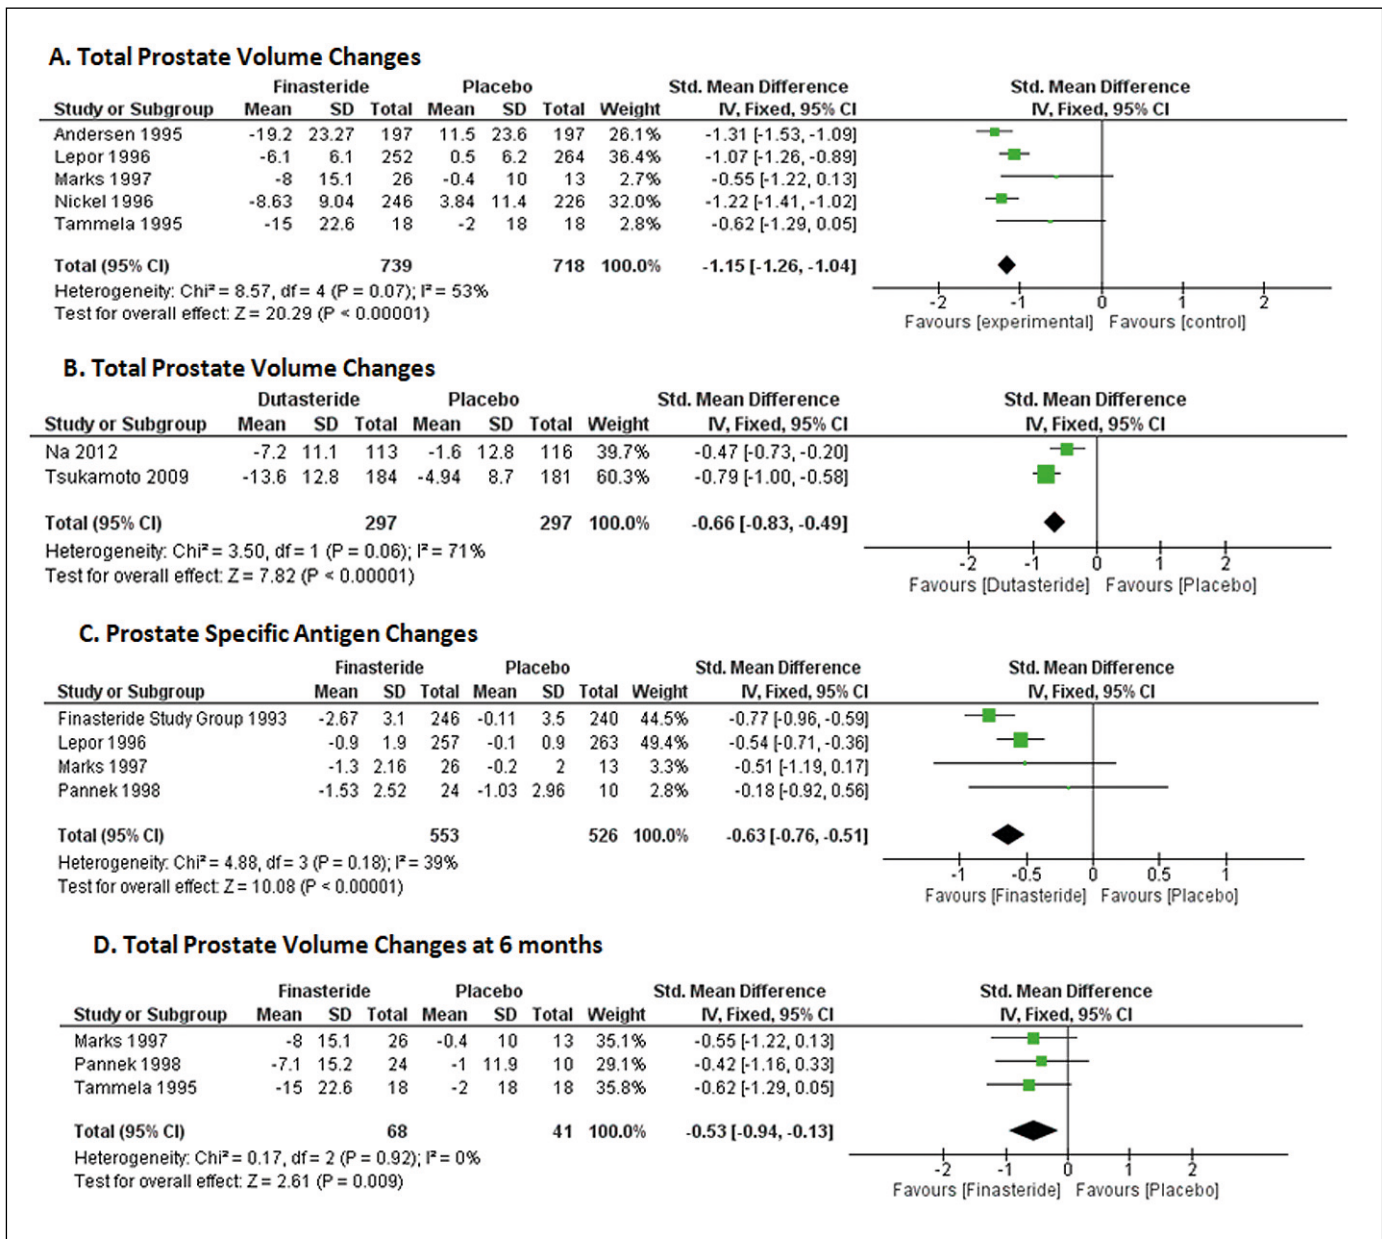 A. Total Prostate Volume Changes
Finasteride Placebo Std. Mean Difference Std. Mean Difference
Study or Subgroup Mean SD Total Mean SD Total Weight IV, Fixed, 95% CI IV, Fixed, 95% CI
Andersen 1995 -19.2 23.27 197 11.5 23.6 197 26.1% -1.31 [-1.53, -1.09]
Lepor 1996 -6.1 6.1 252 0.5 6.2 264 36.4% -1.07 [-1.26, -0.89]
Marks 1997 -8 15.1 26 -0.4 10 13 2.7% -0.55 [-1.22, 0.13]
Nickel 1996 -8.63 9.04 246 3.84 11.4 226 32.0% -1.22 [-1.41, -1.02]
Tammela 1995 -15 22.6 18 -2 18 18 2.8% -0.62 [-1.29, 0.05]
Total (95% CI) 739 718 100.0% -1.15 [-1.26, -1.04]
Heterogeneity: Chi² = 8.57, df = 4 (P = 0.07); I² = 53%
Test for overall effect: Z = 20.29 (P < 0.00001)
-2 -1 0 1 2
Favours [experimental] Favours [control]
B. Total Prostate Volume Changes
Dutasteride Placebo Std. Mean Difference Std. Mean Difference
Study or Subgroup Mean SD Total Mean SD Total Weight IV, Fixed, 95% CI IV, Fixed, 95% CI
Na 2012 -7.2 11.1 113 -1.6 12.8 116 39.7% -0.47 [-0.73, -0.20]
Tsukamoto 2009 -13.6 12.8 184 -4.94 8.7 181 60.3% -0.79 [-1.00, -0.58]
Total (95% CI) 297 297 100.0% -0.66 [-0.83, -0.49]
Heterogeneity: Chi² = 3.50, df = 1 (P = 0.06); I² = 71%
Test for overall effect: Z = 7.82 (P < 0.00001)
-2 -1 0 1 2
Favours [Dutasteride] Favours [Placebo]
C. Prostate Specific Antigen Changes
Finasteride Placebo Std. Mean Difference Std. Mean Difference
Study or Subgroup Mean SD Total Mean SD Total Weight IV, Fixed, 95% CI IV, Fixed, 95% CI
Finasteride Study Group 1993 -2.67 3.1 246 -0.11 3.5 240 44.5% -0.77 [-0.96, -0.59]
Lepor 1996 -0.9 1.9 257 -0.1 0.9 263 49.4% -0.54 [-0.71, -0.36]
Marks 1997 -1.3 2.16 26 -0.2 2 13 3.3% -0.51 [-1.19, 0.17]
Pannek 1998 -1.53 2.52 24 -1.03 2.96 10 2.8% -0.18 [-0.92, 0.56]
Total (95% CI) 553 526 100.0% -0.63 [-0.76, -0.51]
Heterogeneity: Chi² = 4.88, df = 3 (P = 0.18); I² = 39%
Test for overall effect: Z = 10.08 (P < 0.00001)
-1 -0.5 0 0.5 1
Favours [Finasteride] Favours [Placebo]
D. Total Prostate Volume Changes at 6 months
Finasteride Placebo Std. Mean Difference Std. Mean Difference
Study or Subgroup Mean SD Total Mean SD Total Weight IV, Fixed, 95% CI IV, Fixed, 95% CI
Marks 1997 -8 15.1 26 -0.4 10 13 35.1% -0.55 [-1.22, 0.13]
Pannek 1998 -7.1 15.2 24 -1 11.9 10 29.1% -0.42 [-1.16, 0.33]
Tammela 1995 -15 22.6 18 -2 18 18 35.8% -0.62 [-1.29, 0.05]
Total (95% CI) 68 41 100.0% -0.53 [-0.94, -0.13]
Heterogeneity: Chi² = 0.17, df = 2 (P = 0.92); I² = 0%
Test for overall effect: Z = 2.61 (P = 0.009)
-2 -1 0 1 2
Favours [Finasteride] Favours [Placebo]